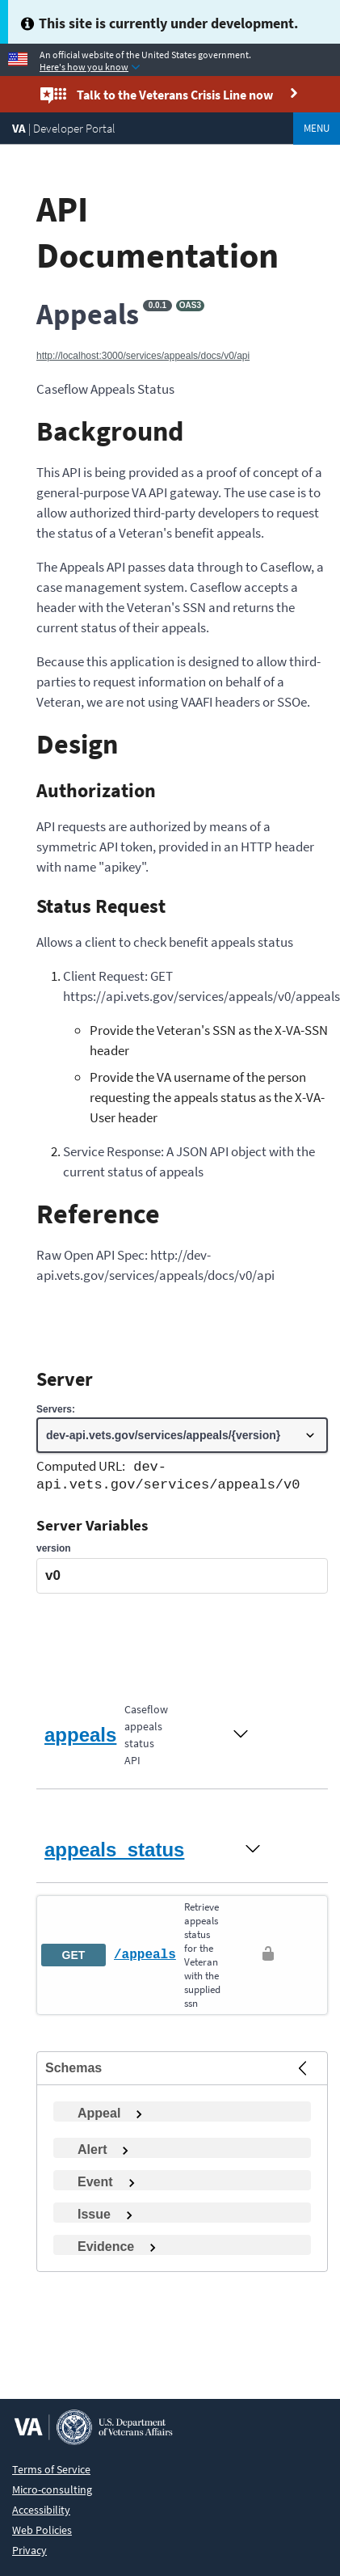 This site is currently under development.
An official website of the United States government.
Here's how you know
Talk to the Veterans Crisis Line now
VA | Developer Portal
MENU
API
Documentation
Appeals 0.0.1 OAS3
http://localhost:3000/services/appeals/docs/v0/api
Caseflow Appeals Status
Background
This API is being provided as a proof of concept of a
general-purpose VA API gateway. The use case is to
allow authorized third-party developers to request
the status of a Veteran's benefit appeals.
The Appeals API passes data through to Caseflow, a
case management system. Caseflow accepts a
header with the Veteran's SSN and returns the
current status of their appeals.
Because this application is designed to allow third-
parties to request information on behalf of a
Veteran, we are not using VAAFI headers or SSOe.
Design
Authorization
API requests are authorized by means of a
symmetric API token, provided in an HTTP header
with name "apikey".
Status Request
Allows a client to check benefit appeals status
1. Client Request: GET
https://api.vets.gov/services/appeals/v0/appeals
Provide the Veteran's SSN as the X-VA-SSN
header
Provide the VA username of the person
requesting the appeals status as the X-VA-
User header
2. Service Response: A JSON API object with the
current status of appeals
Reference
Raw Open API Spec: http://dev-
api.vets.gov/services/appeals/docs/v0/api
Server
Servers:
dev-api.vets.gov/services/appeals/{version}
Computed URL: dev-
api.vets.gov/services/appeals/v0
Server Variables
version
v0
appeals
Caseflow
appeals
status
API
appeals_status
GET
/appeals
Retrieve
appeals
status
for the
Veteran
with the
supplied
ssn
Schemas
Appeal
Alert
Event
Issue
Evidence
VA
U.S. Department
of Veterans Affairs
Terms of Service
Micro-consulting
Accessibility
Web Policies
Privacy